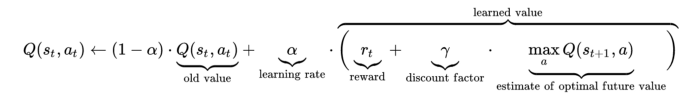 learned value
Q(s_t, a_t) ← (1 − α) · Q(s_t, a_t) + α · ( r_t + γ · max_a Q(s_{t+1}, a) )
old value learning rate reward discount factor estimate of optimal future value